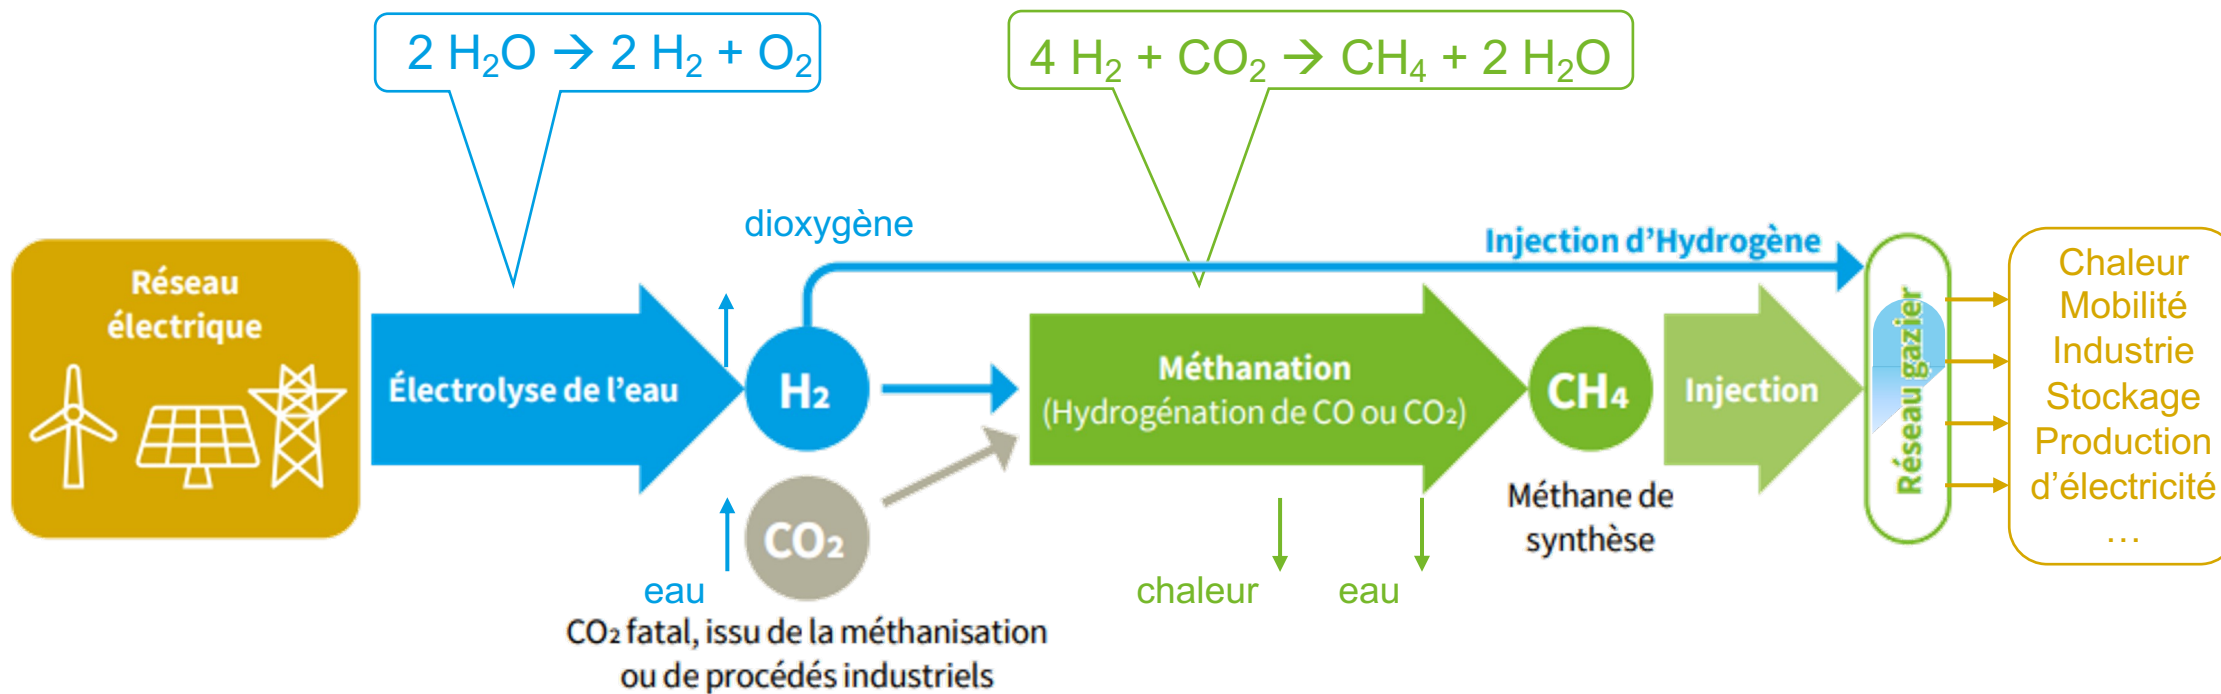 2 H₂O → 2 H₂ + O₂
4 H₂ + CO₂ → CH₄ + 2 H₂O
dioxygène
Injection d'Hydrogène
Réseau
électrique
Électrolyse de l'eau
H₂
Méthanation
(Hydrogénation de CO ou CO₂)
CH₄
Injection
Réseau gazier
Chaleur
Mobilité
Industrie
Stockage
Production
d'électricité
...
CO₂
Méthane de
synthèse
eau
chaleur
eau
CO₂ fatal, issu de la méthanisation
ou de procédés industriels